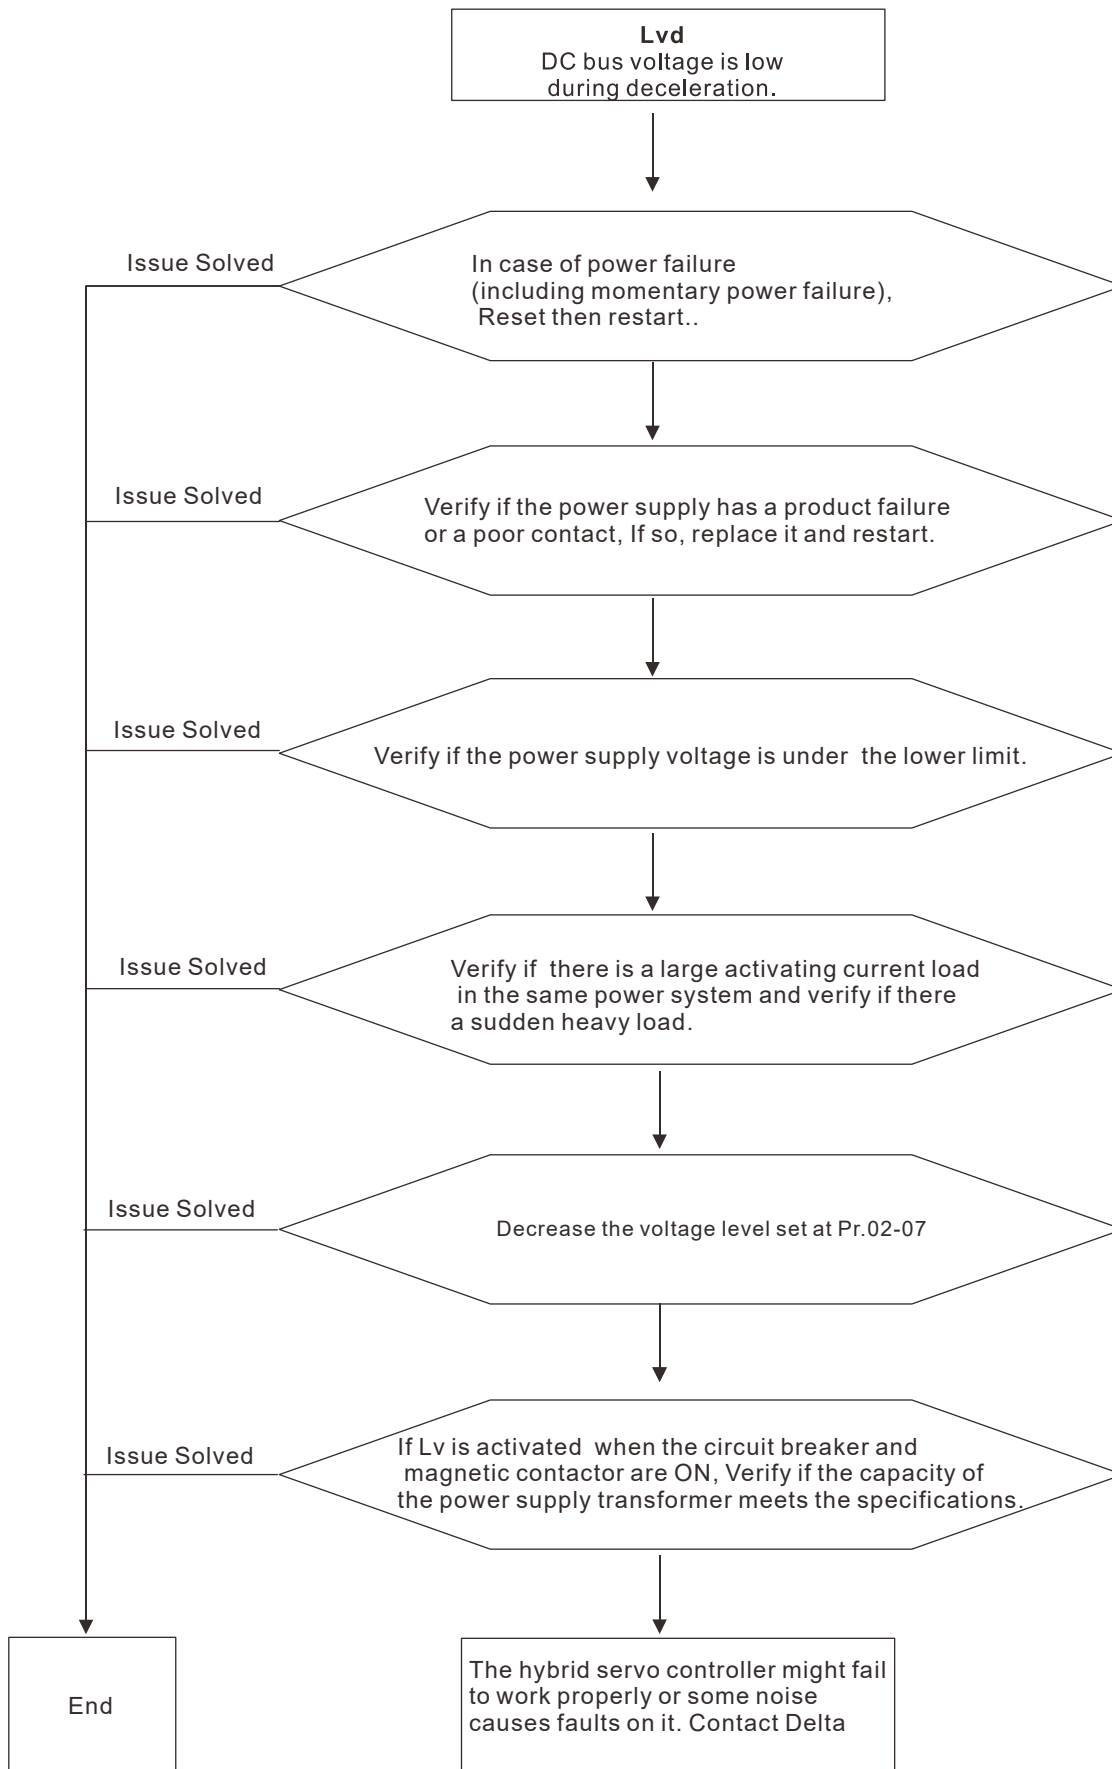 Lvd
DC bus voltage is low
during deceleration.
Issue Solved
In case of power failure
(including momentary power failure),
Reset then restart..
Issue Solved
Verify if the power supply has a product failure
or a poor contact, If so, replace it and restart.
Issue Solved
Verify if the power supply voltage is under the lower limit.
Issue Solved
Verify if there is a large activating current load
in the same power system and verify if there
a sudden heavy load.
Issue Solved
Decrease the voltage level set at Pr.02-07
Issue Solved
If Lv is activated when the circuit breaker and
magnetic contactor are ON, Verify if the capacity of
the power supply transformer meets the specifications.
End
The hybrid servo controller might fail
to work properly or some noise
causes faults on it. Contact Delta